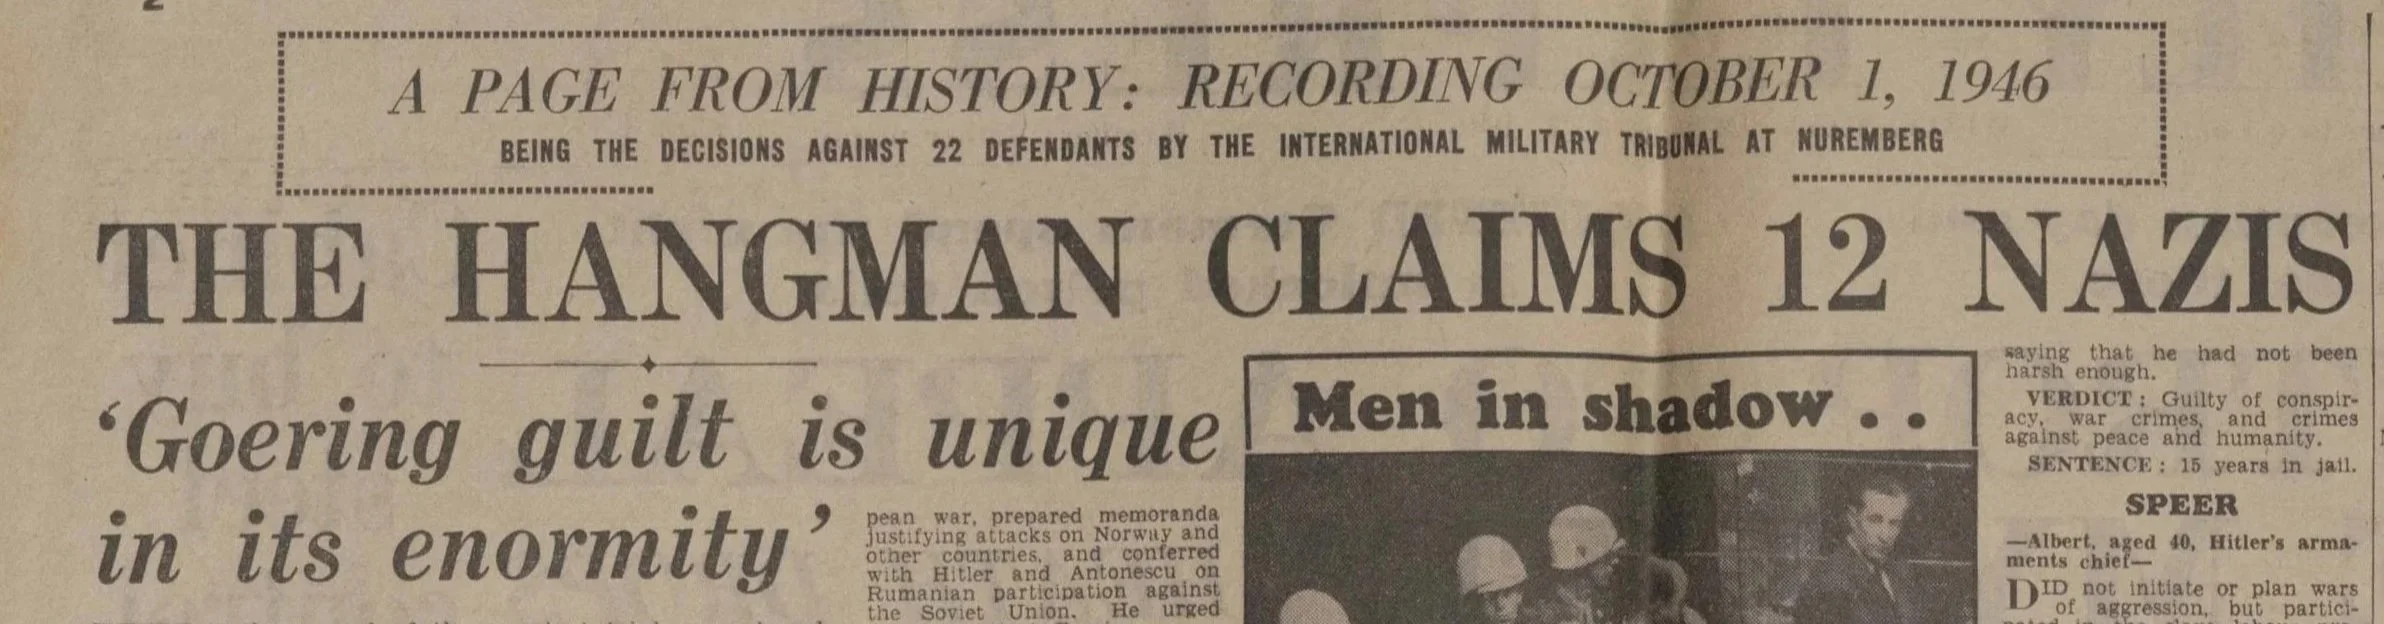 2
A PAGE FROM HISTORY: RECORDING OCTOBER 1, 1946
BEING THE DECISIONS AGAINST 22 DEFENDANTS BY THE INTERNATIONAL MILITARY TRIBUNAL AT NUREMBERG
THE HANGMAN CLAIMS 12 NAZIS
‘Goering guilt is unique
in its enormity’
pean war, prepared memoranda
justifying attacks on Norway and
other countries, and conferred
with Hitler and Antonescu on
Rumanian participation against
the Soviet Union. He urged
Men in shadow . .
saying that he had not been
harsh enough.
VERDICT : Guilty of conspir-
acy, war crimes, and crimes
against peace and humanity.
SENTENCE : 15 years in jail.
SPEER
—Albert, aged 40, Hitler's arma-
ments chief—
DID not initiate or plan wars
of aggression, but partici-